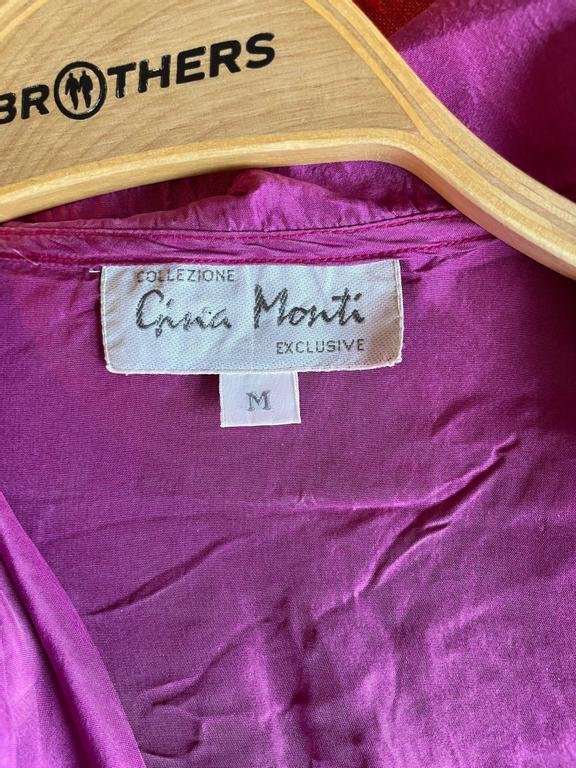 BROTHERS
COLLEZIONE
Gina Monti
EXCLUSIVE
M